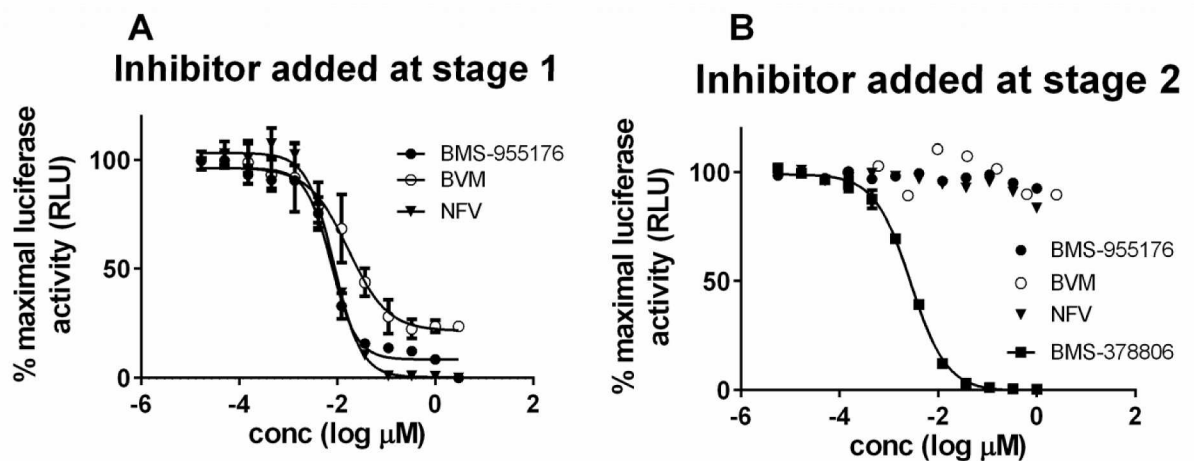 A
Inhibitor added at stage 1
% maximal luciferase
activity (RLU)
100
50
0
-6
-4
-2
0
2
conc (log μM)
BMS-955176
BVM
NFV
B
Inhibitor added at stage 2
% maximal luciferase
activity (RLU)
100
50
0
-6
-4
-2
0
2
conc (log μM)
BMS-955176
BVM
NFV
BMS-378806